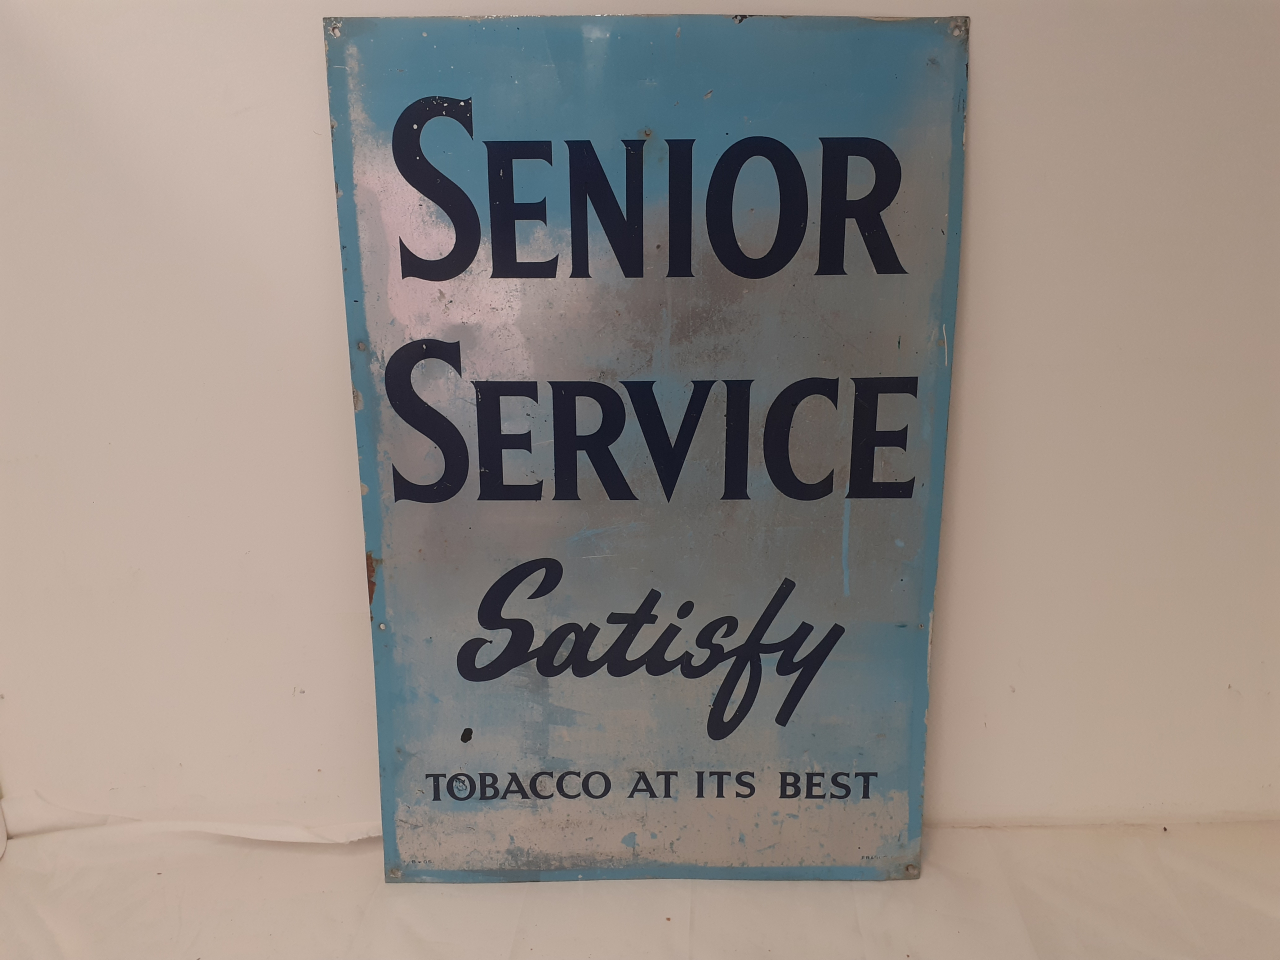 SENIOR
SERVICE
Satisfy
TOBACCO AT ITS BEST